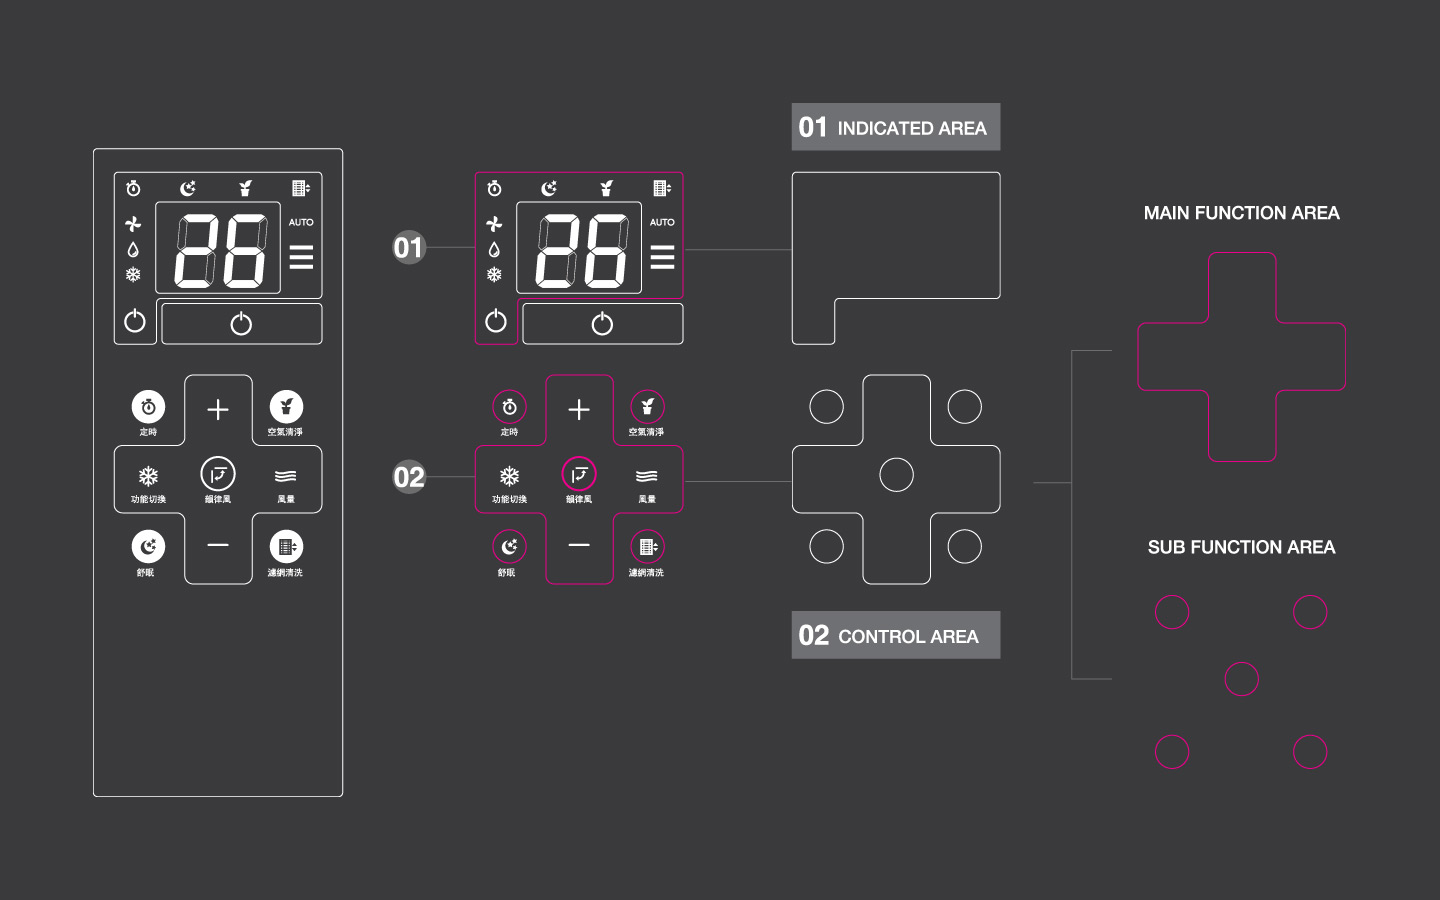 26
AUTO
定時
空氣清淨
功能切換
韻律風
風量
舒眠
濾網清洗
01
26
AUTO
02
定時
空氣清淨
功能切換
韻律風
風量
舒眠
濾網清洗
01 INDICATED AREA
02 CONTROL AREA
MAIN FUNCTION AREA
SUB FUNCTION AREA